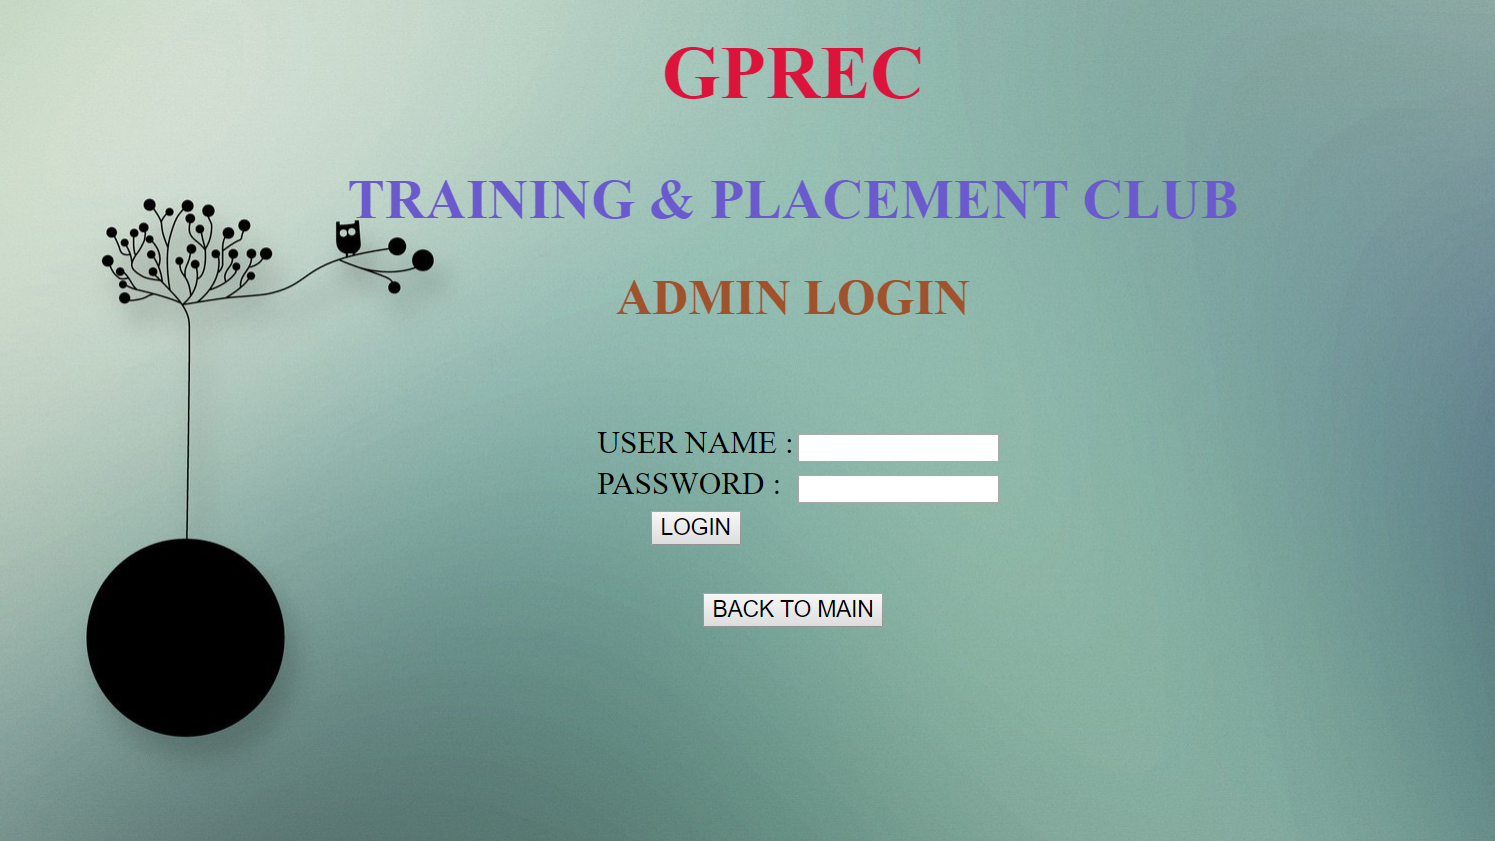 GPREC
TRAINING & PLACEMENT CLUB
ADMIN LOGIN
USER NAME :
PASSWORD :
LOGIN
BACK TO MAIN